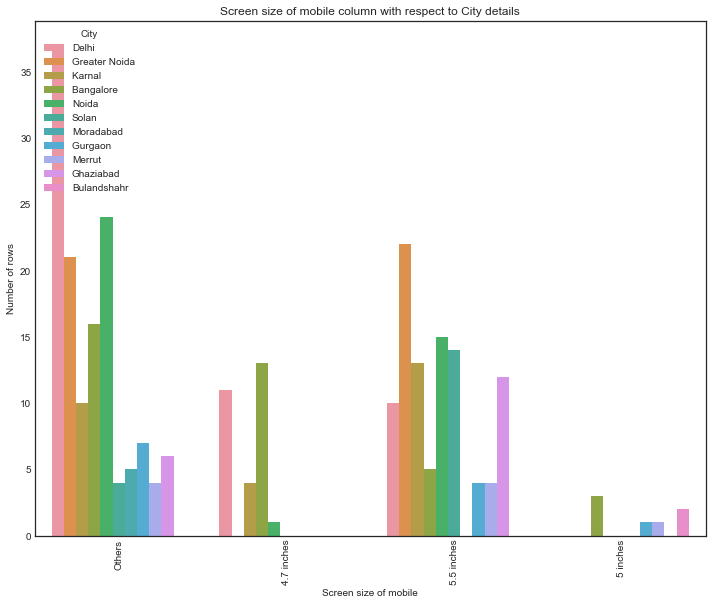 Screen size of mobile column with respect to City details
City
Delhi
Greater Noida
Karnal
Bangalore
Noida
Solan
Moradabad
Gurgaon
Merrut
Ghaziabad
Bulandshahr
35
30
25
20
15
10
5
0
Number of rows
Others
4.7 inches
5.5 inches
5 inches
Screen size of mobile